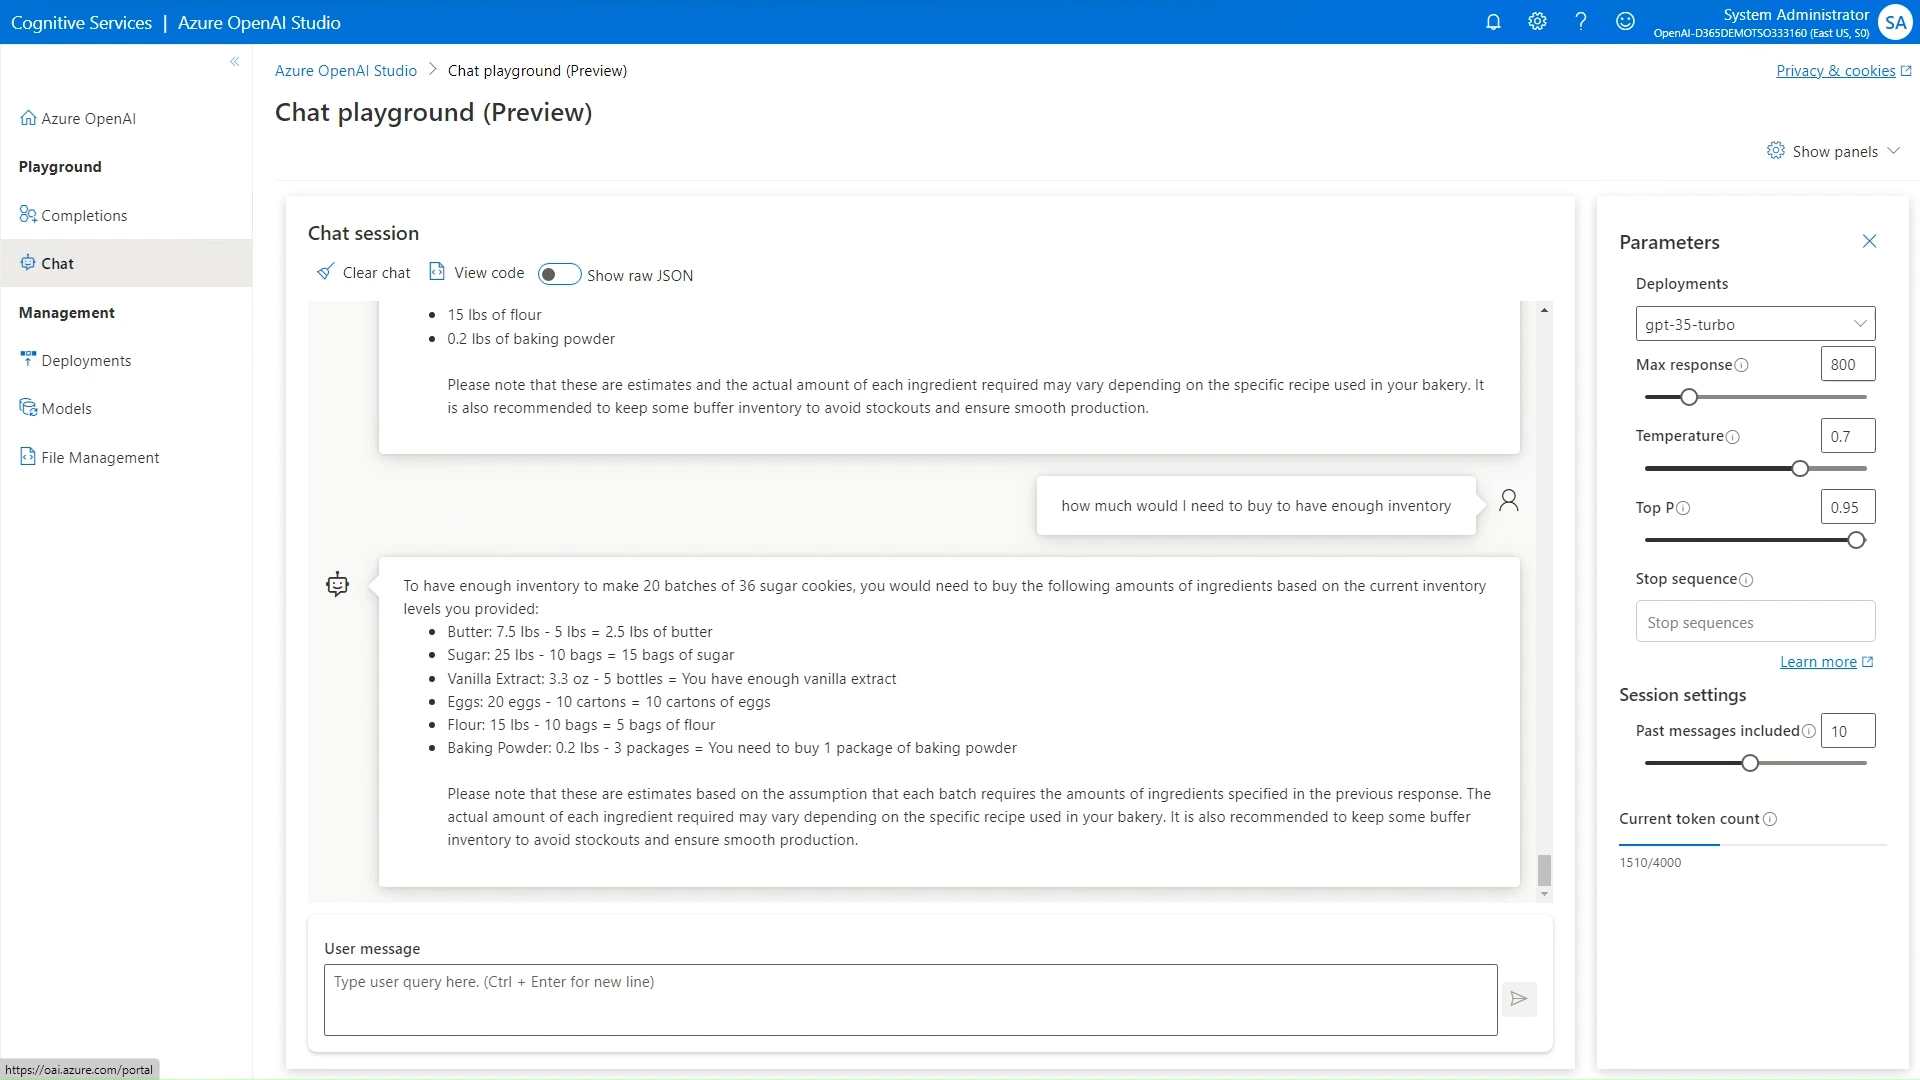 Cognitive Services | Azure OpenAI Studio
System Administrator
OpenAI-D365DEMOTSO333160 (East US, S0)
SA
Azure OpenAI Studio > Chat playground (Preview)
Privacy & cookies
Chat playground (Preview)
Show panels
Azure OpenAI
Playground
Completions
Chat
Management
Deployments
Models
File Management
Chat session
Clear chat
View code
Show raw JSON
• 15 lbs of flour
• 0.2 lbs of baking powder
Please note that these are estimates and the actual amount of each ingredient required may vary depending on the specific recipe used in your bakery. It
is also recommended to keep some buffer inventory to avoid stockouts and ensure smooth production.
how much would I need to buy to have enough inventory
To have enough inventory to make 20 batches of 36 sugar cookies, you would need to buy the following amounts of ingredients based on the current inventory
levels you provided:
• Butter: 7.5 lbs - 5 lbs = 2.5 lbs of butter
• Sugar: 25 lbs - 10 bags = 15 bags of sugar
• Vanilla Extract: 3.3 oz - 5 bottles = You have enough vanilla extract
• Eggs: 20 eggs - 10 cartons = 10 cartons of eggs
• Flour: 15 lbs - 10 bags = 5 bags of flour
• Baking Powder: 0.2 lbs - 3 packages = You need to buy 1 package of baking powder
Please note that these are estimates based on the assumption that each batch requires the amounts of ingredients specified in the previous response. The
actual amount of each ingredient required may vary depending on the specific recipe used in your bakery. It is also recommended to keep some buffer
inventory to avoid stockouts and ensure smooth production.
User message
Type user query here. (Ctrl + Enter for new line)
Parameters
Deployments
gpt-35-turbo
Max response 800
Temperature 0.7
Top P 0.95
Stop sequence
Stop sequences
Learn more
Session settings
Past messages included 10
Current token count
1510/4000
https://oai.azure.com/portal